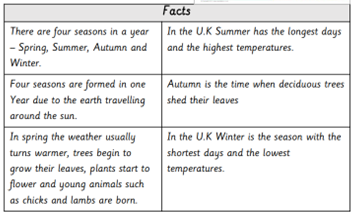 Facts
There are four seasons in a year
– Spring, Summer, Autumn and
Winter.
In the U.K Summer has the longest days
and the highest temperatures.
Four seasons are formed in one
Year due to the earth travelling
around the sun.
Autumn is the time when deciduous trees
shed their leaves
In spring the weather usually
turns warmer, trees begin to
grow their leaves, plants start to
flower and young animals such
as chicks and lambs are born.
In the U.K Winter is the season with the
shortest days and the lowest
temperatures.